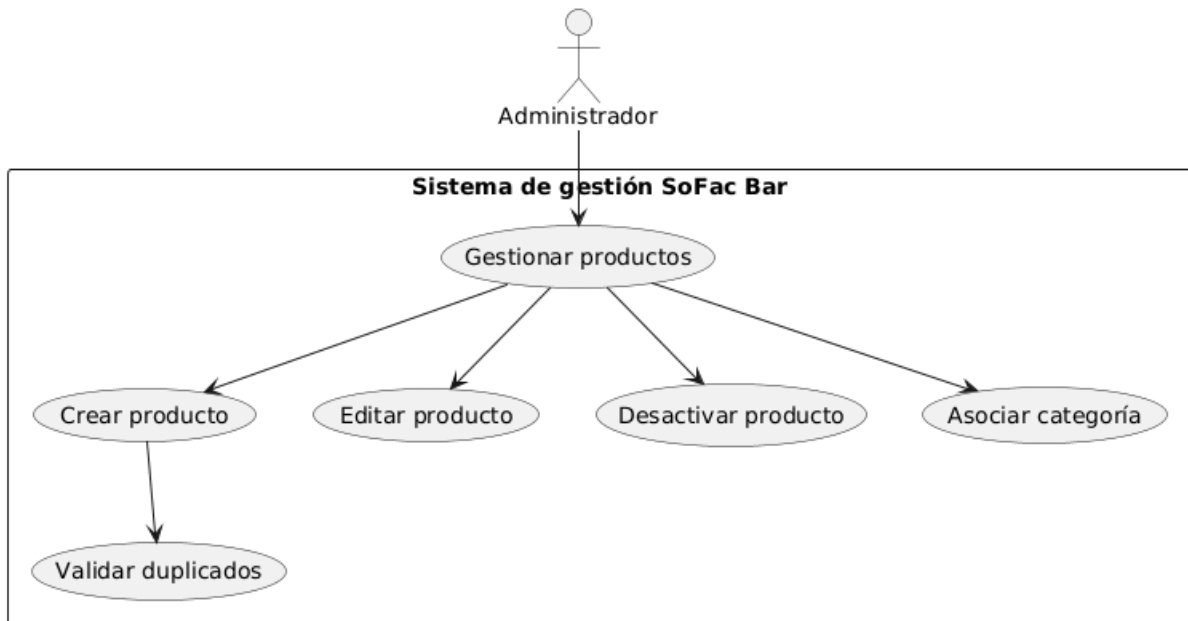 Administrador
Sistema de gestión SoFac Bar
Gestionar productos
Crear producto
Editar producto
Desactivar producto
Asociar categoría
Validar duplicados